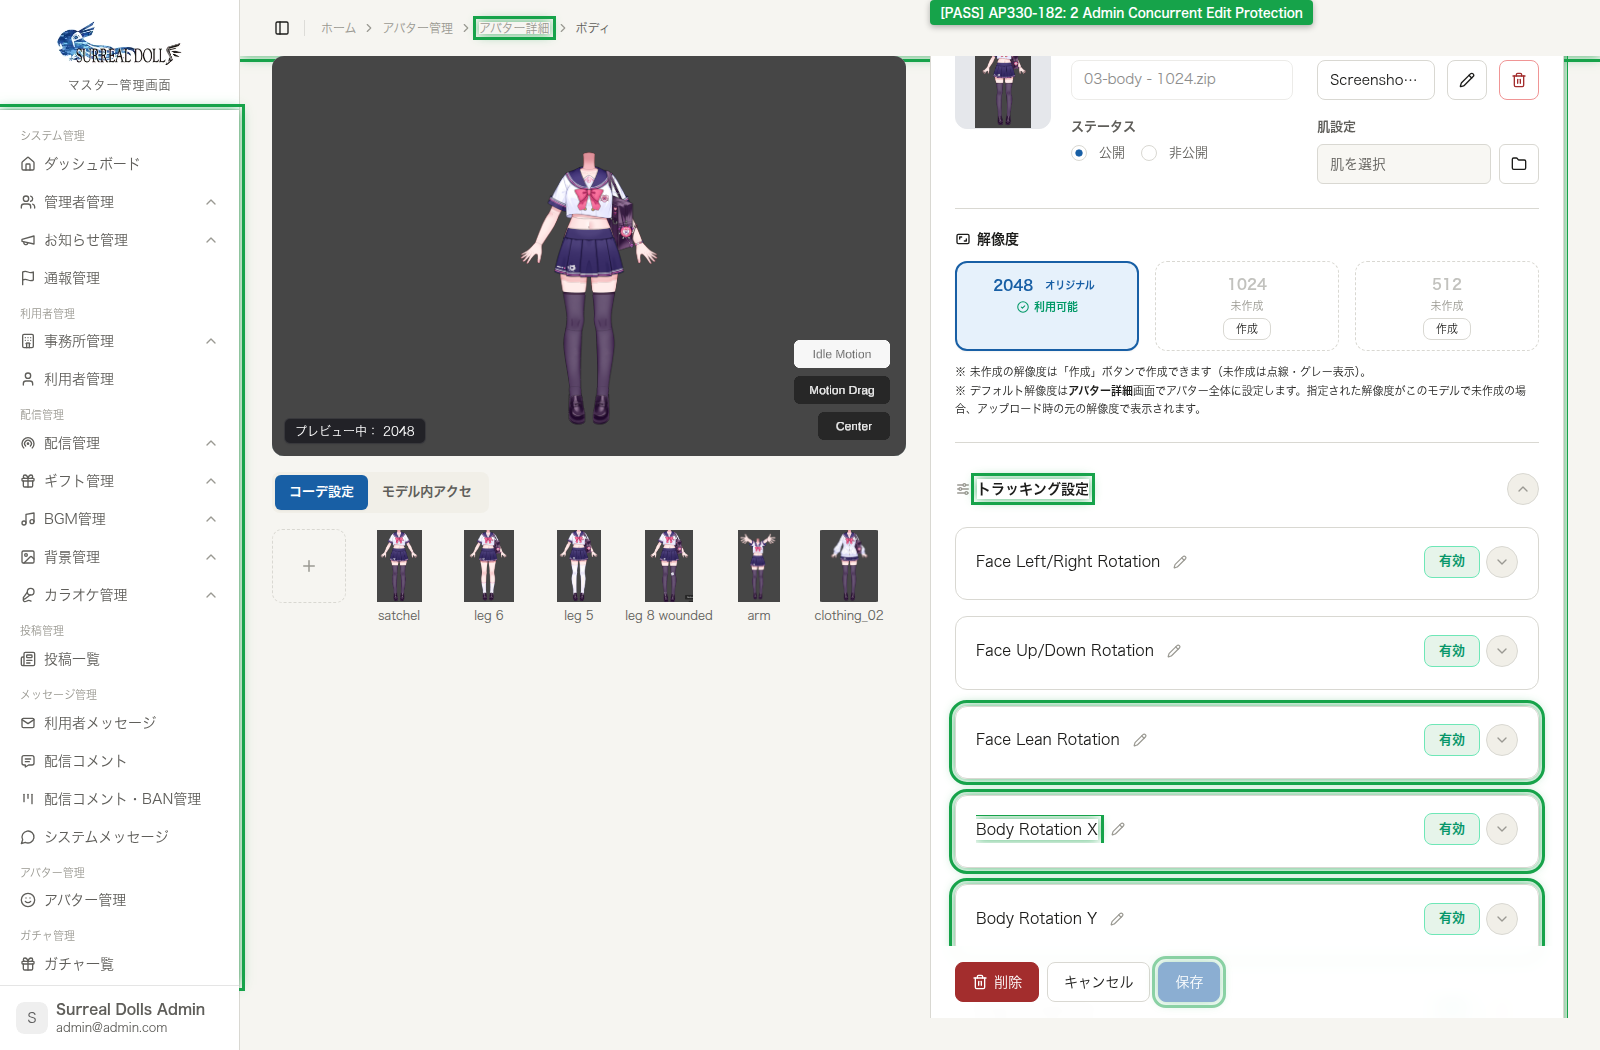 SURREAL DOLL
マスター管理画面
システム管理
ダッシュボード
管理者管理
お知らせ管理
通報管理
利用者管理
事務所管理
利用者管理
配信管理
配信管理
ギフト管理
BGM管理
背景管理
カラオケ管理
投稿管理
投稿一覧
メッセージ管理
利用者メッセージ
配信コメント
配信コメント・BAN管理
システムメッセージ
アバター管理
アバター管理
ガチャ管理
ガチャ一覧
S
Surreal Dolls Admin
admin@admin.com
ホーム
アバター管理
アバター詳細
ボディ
[PASS] AP330-182: 2 Admin Concurrent Edit Protection
Idle Motion
Motion Drag
Center
プレビュー中： 2048
コーデ設定
モデル内アクセ
satchel
leg 6
leg 5
leg 8 wounded
arm
clothing_02
03-body - 1024.zip
Screensho…
ステータス
公開
非公開
肌設定
肌を選択
解像度
2048 オリジナル
利用可能
1024
未作成
作成
512
未作成
作成
※ 未作成の解像度は「作成」ボタンで作成できます（未作成は点線・グレー表示）。
※ デフォルト解像度はアバター詳細画面でアバター全体に設定します。指定された解像度がこのモデルで未作成の場
合、アップロード時の元の解像度で表示されます。
トラッキング設定
Face Left/Right Rotation
有効
Face Up/Down Rotation
有効
Face Lean Rotation
有効
Body Rotation X
有効
Body Rotation Y
有効
削除
キャンセル
保存